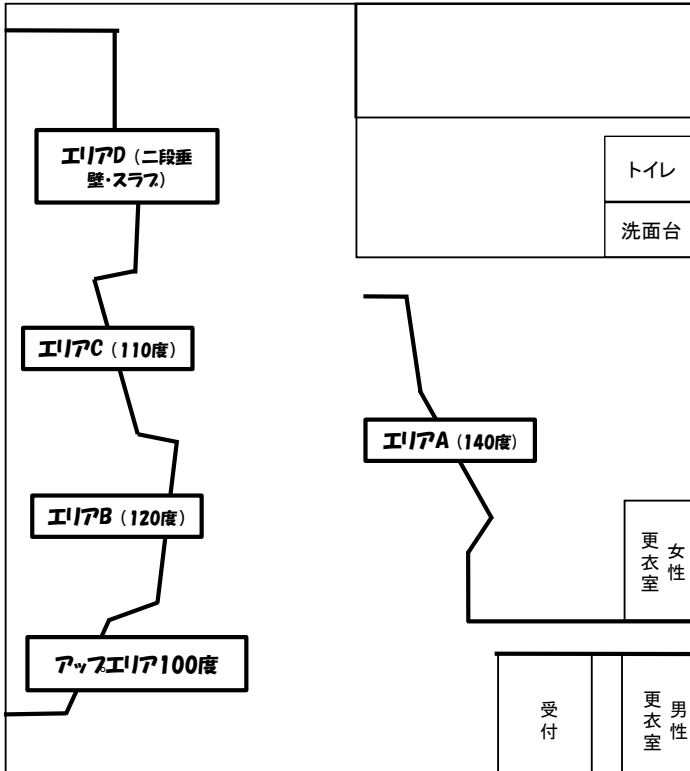 エリアD（二段垂
壁・スラブ）
トイレ
洗面台
エリアC（110度）
エリアA（140度）
エリアB（120度）
女性
更衣室
アップエリア100度
受付
男性
更衣室